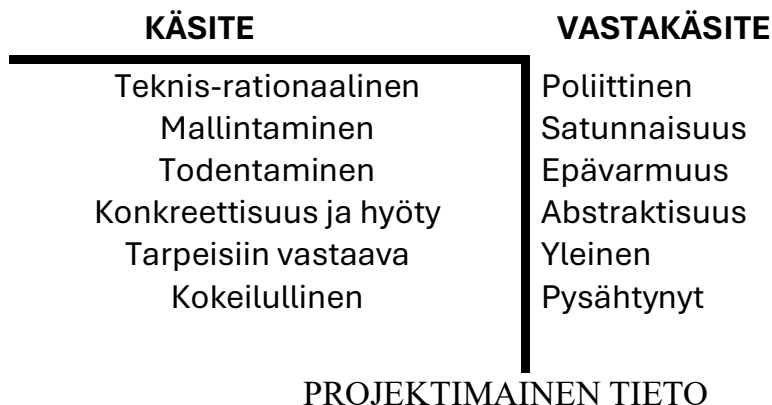 KÄSITE VASTAKÄSITE
Teknis-rationaalinen Poliittinen
Mallintaminen Satunnaisuus
Todentaminen Epävarmuus
Konkreettisuus ja hyöty Abstraktisuus
Tarpeisiin vastaava Yleinen
Kokeilullinen Pysähtynyt
PROJEKTIMAINEN TIETO